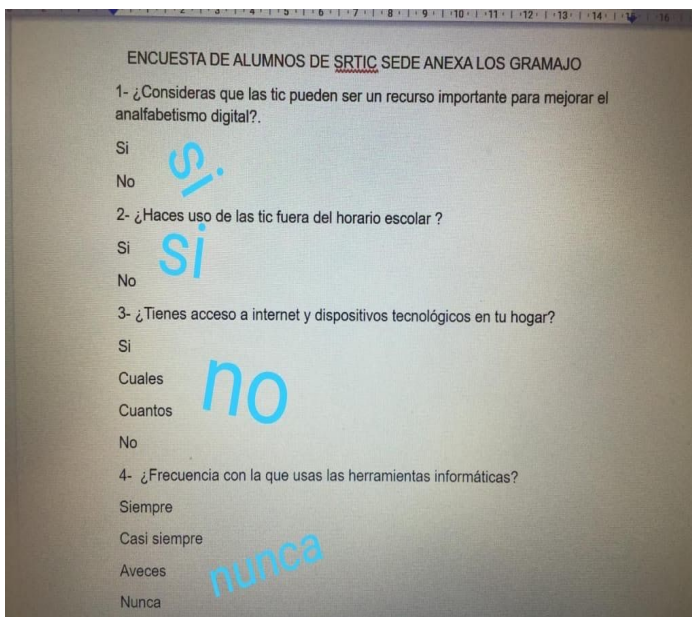 ENCUESTA DE ALUMNOS DE SRTIC SEDE ANEXA LOS GRAMAJO
1- ¿Consideras que las tic pueden ser un recurso importante para mejorar el
analfabetismo digital?.
Si
si
No
2- ¿Haces uso de las tic fuera del horario escolar ?
Si
si
No
3- ¿Tienes acceso a internet y dispositivos tecnológicos en tu hogar?
Si
Cuales
no
Cuantos
No
4- ¿Frecuencia con la que usas las herramientas informáticas?
Siempre
Casi siempre
Aveces
nunca
Nunca